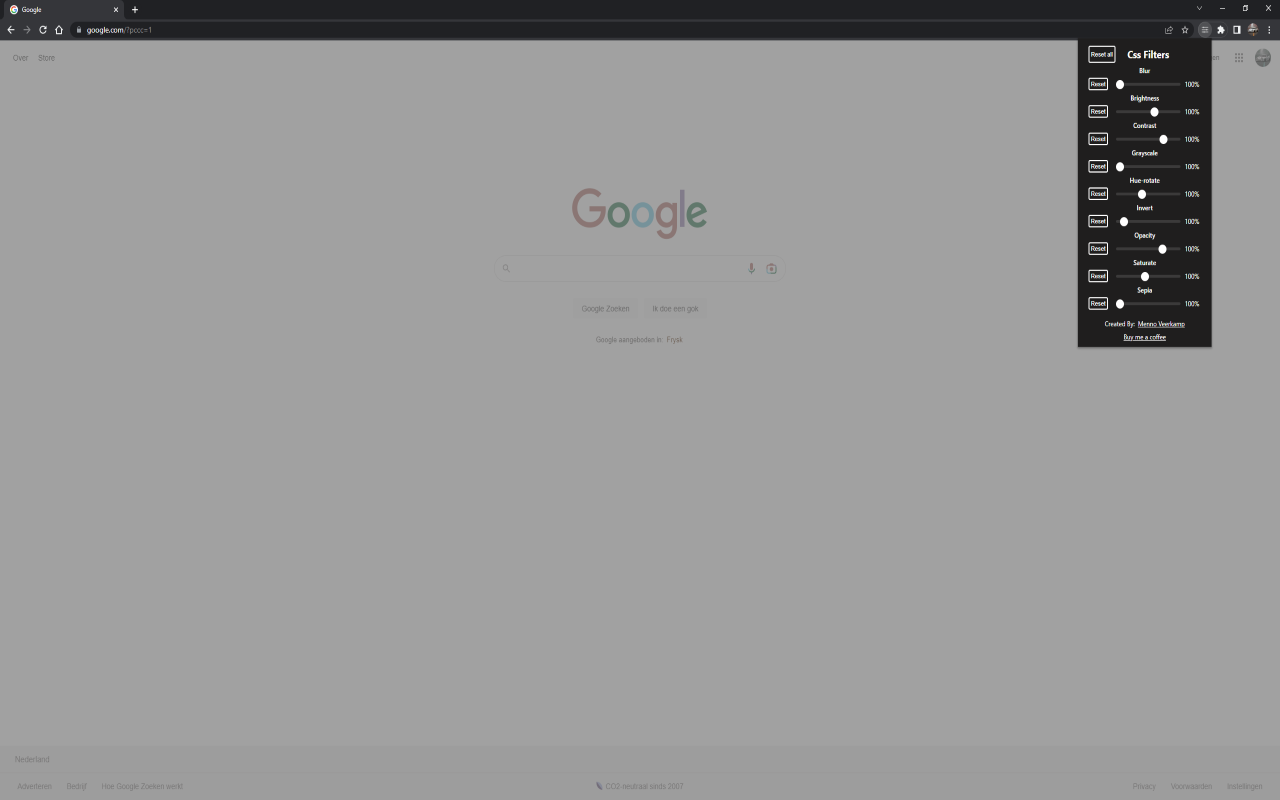 Google
google.com/?pccc=1
Over Store
Reset all Css Filters
Blur
Reset 100%
Brightness
Reset 100%
Contrast
Reset 100%
Grayscale
Reset 100%
Hue-rotate
Reset 100%
Invert
Reset 100%
Opacity
Reset 100%
Saturate
Reset 100%
Sepia
Reset 100%
Created By: Menno Veerkamp
Buy me a coffee
Google
Google Zoeken Ik doe een gok
Google aangeboden in: Frysk
Nederland
Adverteren Bedrijf Hoe Google Zoeken werkt CO2-neutraal sinds 2007 Privacy Voorwaarden Instellingen